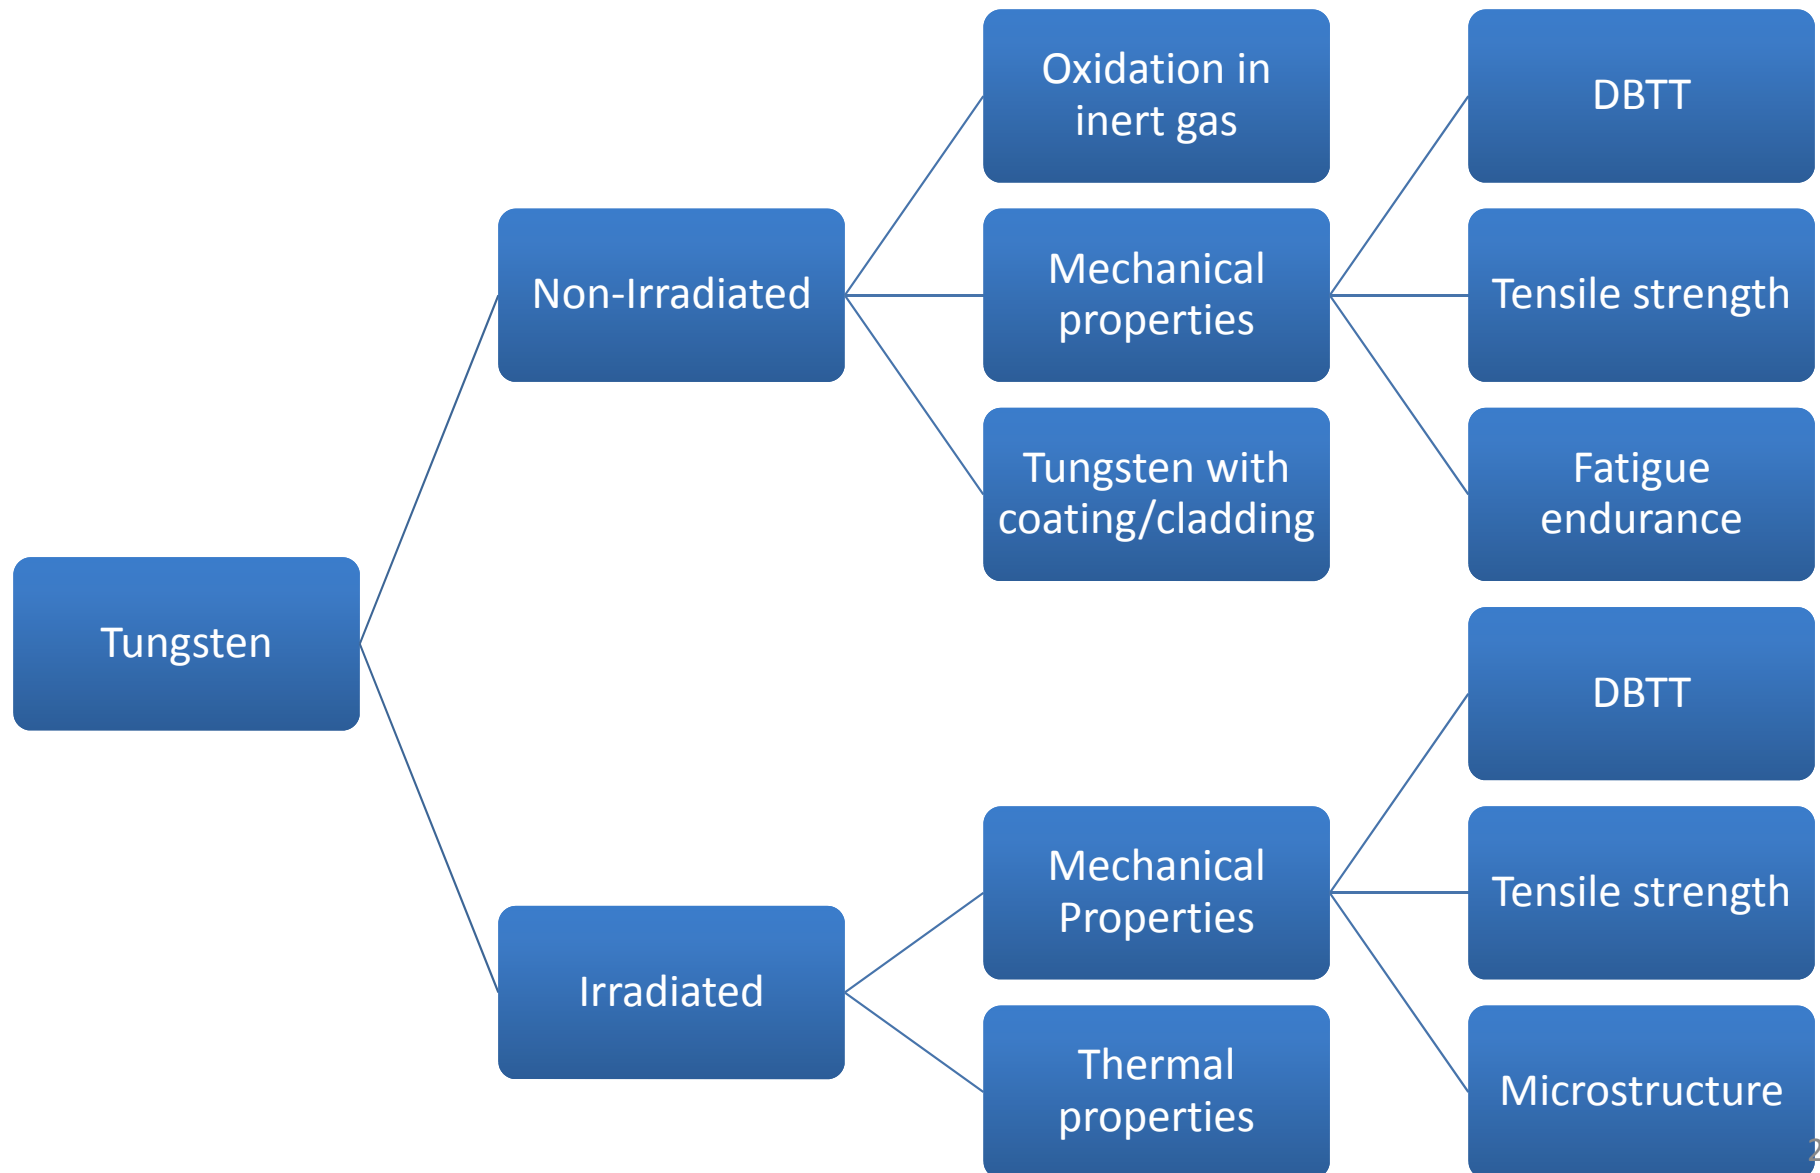 Tungsten
Non-Irradiated
Oxidation in
inert gas
Mechanical
properties
DBTT
Tensile strength
Fatigue
endurance
Tungsten with
coating/cladding
Irradiated
Mechanical
Properties
DBTT
Tensile strength
Microstructure
Thermal
properties
2